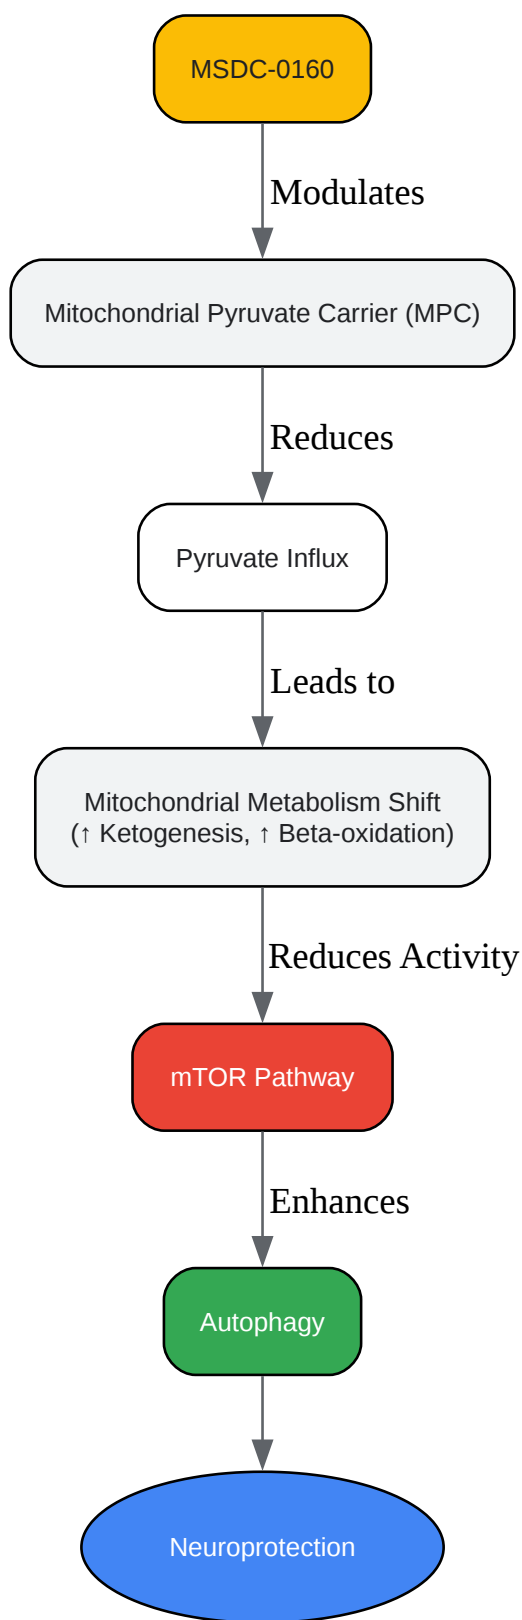 MSDC-0160
Modulates
Mitochondrial Pyruvate Carrier (MPC)
Reduces
Pyruvate Influx
Leads to
Mitochondrial Metabolism Shift
(↑ Ketogenesis, ↑ Beta-oxidation)
Reduces Activity
mTOR Pathway
Enhances
Autophagy
Neuroprotection